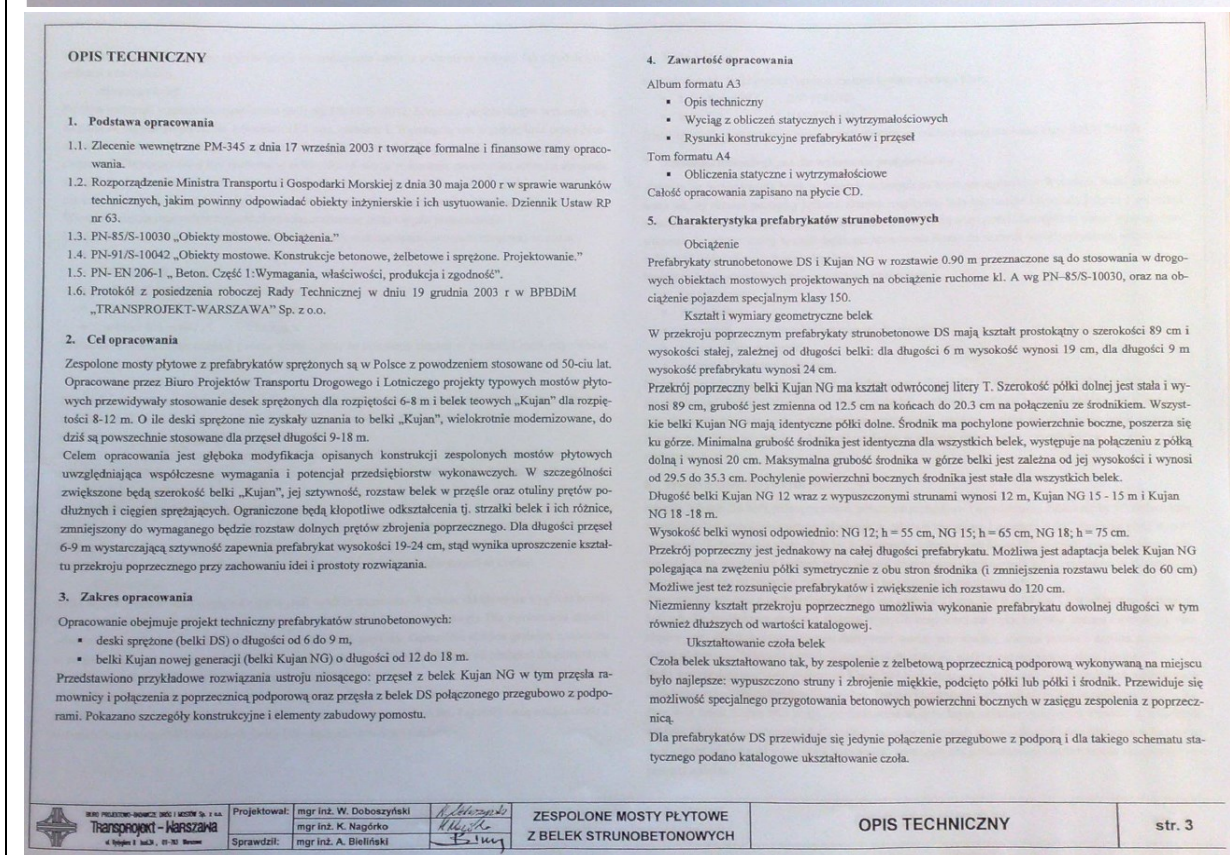 OPIS TECHNICZNY
1. Podstawa opracowania
1.1. Zlecenie wewnętrzne PM-345 z dnia 17 września 2003 r tworzące formalne i finansowe ramy opraco-
wania.
1.2. Rozporządzenie Ministra Transportu i Gospodarki Morskiej z dnia 30 maja 2000 r w sprawie warunków
technicznych, jakim powinny odpowiadać obiekty inżynierskie i ich usytuowanie. Dziennik Ustaw RP
nr 63.
1.3. PN-85/S-10030 „Obiekty mostowe. Obciążenia."
1.4. PN-91/S-10042 „Obiekty mostowe. Konstrukcje betonowe, żelbetowe i sprężone. Projektowanie."
1.5. PN- EN 206-1 „ Beton. Część 1:Wymagania, właściwości, produkcja i zgodność".
1.6. Protokół z posiedzenia roboczej Rady Technicznej w dniu 19 grudnia 2003 r w BPBDiM
„TRANSPROJEKT-WARSZAWA" Sp. z o.o.
2. Cel opracowania
Zespolone mosty płytowe z prefabrykatów sprężonych są w Polsce z powodzeniem stosowane od 50-ciu lat.
Opracowane przez Biuro Projektów Transportu Drogowego i Lotniczego projekty typowych mostów płyto-
wych przewidywały stosowanie desek sprężonych dla rozpiętości 6-8 m i belek teowych „Kujan" dla rozpię-
tości 8-12 m. O ile deski sprężone nie zyskały uznania to belki „Kujan", wielokrotnie modernizowane, do
dziś są powszechnie stosowane dla przęseł długości 9-18 m.
Celem opracowania jest głęboka modyfikacja opisanych konstrukcji zespolonych mostów płytowych
uwzględniająca współczesne wymagania i potencjał przedsiębiorstw wykonawczych. W szczególności
zwiększone będą szerokość belki „Kujan", jej sztywność, rozstaw belek w przęśle oraz otuliny prętów po-
dłużnych i cięgien sprężających. Ograniczone będą kłopotliwe odkształcenia tj. strzałki belek i ich różnice,
zmniejszony do wymaganego będzie rozstaw dolnych prętów zbrojenia poprzecznego. Dla długości przęseł
6-9 m wystarczającą sztywność zapewnia prefabrykat wysokości 19-24 cm, stąd wynika uproszczenie kształ-
tu przekroju poprzecznego przy zachowaniu idei i prostoty rozwiązania.
3. Zakres opracowania
Opracowanie obejmuje projekt techniczny prefabrykatów strunobetonowych:
▪ deski sprężone (belki DS) o długości od 6 do 9 m,
▪ belki Kujan nowej generacji (belki Kujan NG) o długości od 12 do 18 m.
Przedstawiono przykładowe rozwiązania ustroju niosącego: przęseł z belek Kujan NG w tym przęsła ra-
mownicy i połączenia z poprzecznicą podporową oraz przęsła z belek DS połączonego przegubowo z podpo-
rami. Pokazano szczegóły konstrukcyjne i elementy zabudowy pomostu.
4. Zawartość opracowania
Album formatu A3
▪ Opis techniczny
▪ Wyciąg z obliczeń statycznych i wytrzymałościowych
▪ Rysunki konstrukcyjne prefabrykatów i przęseł
Tom formatu A4
▪ Obliczenia statyczne i wytrzymałościowe
Całość opracowania zapisano na płycie CD.
5. Charakterystyka prefabrykatów strunobetonowych
Obciążenie
Prefabrykaty strunobetonowe DS i Kujan NG w rozstawie 0.90 m przeznaczone są do stosowania w drogo-
wych obiektach mostowych projektowanych na obciążenie ruchome kl. A wg PN–85/S-10030, oraz na ob-
ciążenie pojazdem specjalnym klasy 150.
Kształt i wymiary geometryczne belek
W przekroju poprzecznym prefabrykaty strunobetonowe DS mają kształt prostokątny o szerokości 89 cm i
wysokości stałej, zależnej od długości belki: dla długości 6 m wysokość wynosi 19 cm, dla długości 9 m
wysokość prefabrykatu wynosi 24 cm.
Przekrój poprzeczny belki Kujan NG ma kształt odwróconej litery T. Szerokość półki dolnej jest stała i wy-
nosi 89 cm, grubość jest zmienna od 12.5 cm na końcach do 20.3 cm na połączeniu ze środnikiem. Wszyst-
kie belki Kujan NG mają identyczne półki dolne. Środnik ma pochylone powierzchnie boczne, poszerza się
ku górze. Minimalna grubość środnika jest identyczna dla wszystkich belek, występuje na połączeniu z półką
dolną i wynosi 20 cm. Maksymalna grubość środnika w górze belki jest zależna od jej wysokości i wynosi
od 29.5 do 35.3 cm. Pochylenie powierzchni bocznych środnika jest stałe dla wszystkich belek.
Długość belki Kujan NG 12 wraz z wypuszczonymi strunami wynosi 12 m, Kujan NG 15 - 15 m i Kujan
NG 18 -18 m.
Wysokość belki wynosi odpowiednio: NG 12; h = 55 cm, NG 15; h = 65 cm, NG 18; h = 75 cm.
Przekrój poprzeczny jest jednakowy na całej długości prefabrykatu. Możliwa jest adaptacja belek Kujan NG
polegająca na zwężeniu półki symetrycznie z obu stron środnika (i zmniejszenia rozstawu belek do 60 cm)
Możliwe jest też rozsunięcie prefabrykatów i zwiększenie ich rozstawu do 120 cm.
Niezmienny kształt przekroju poprzecznego umożliwia wykonanie prefabrykatu dowolnej długości w tym
również dłuższych od wartości katalogowej.
Ukształtowanie czoła belek
Czoła belek ukształtowano tak, by zespolenie z żelbetową poprzecznicą podporową wykonywaną na miejscu
było najlepsze: wypuszczono struny i zbrojenie miękkie, podcięto półki lub półki i środnik. Przewiduje się
możliwość specjalnego przygotowania betonowych powierzchni bocznych w zasięgu zespolenia z poprzecz-
nicą.
Dla prefabrykatów DS przewiduje się jedynie połączenie przegubowe z podporą i dla takiego schematu sta-
tycznego podano katalogowe ukształtowanie czoła.
BIURO PROJEKTOWO-BADAWCZE DRÓG I MOSTÓW Sp. z o.o.
Transprojekt – Warszawa
Projektował: mgr inż. W. Doboszyński
mgr inż. K. Nagórko
Sprawdził: mgr inż. A. Bieliński
ZESPOLONE MOSTY PŁYTOWE
Z BELEK STRUNOBETONOWYCH
OPIS TECHNICZNY
str. 3